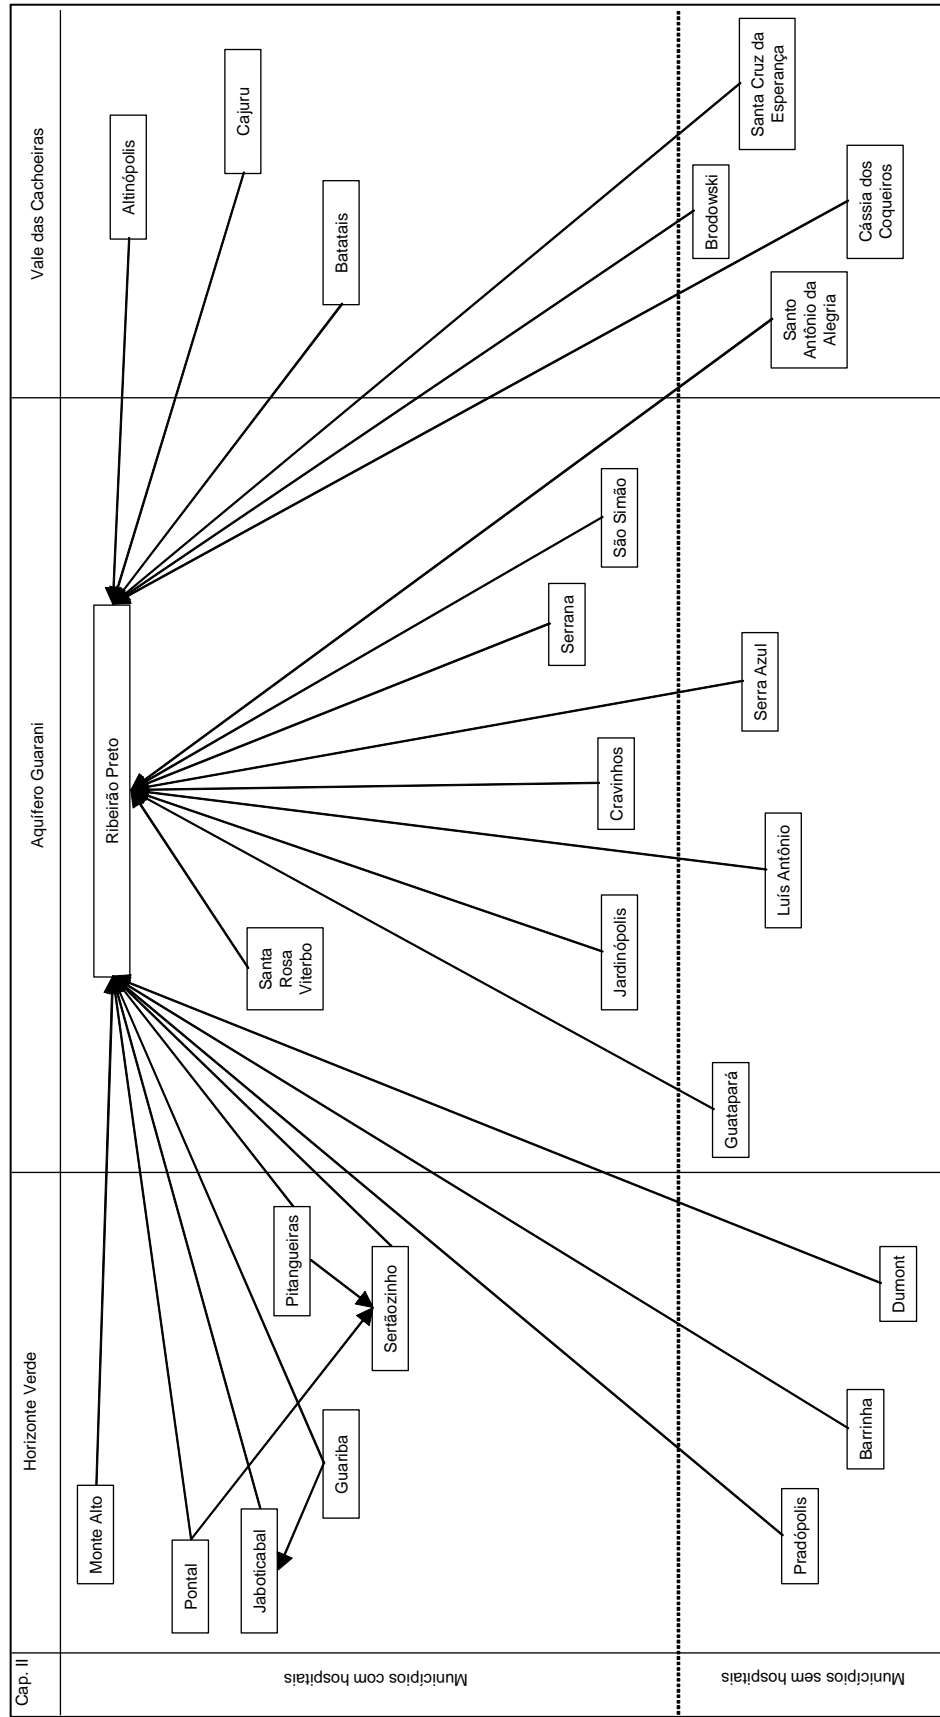 Cap. II
Horizonte Verde
Aquífero Guarani
Vale das Cachoeiras
Municípios com hospitais
Monte Alto
Pontal
Jaboticabal
Guariba
Pitangueiras
Sertãozinho
Ribeirão Preto
Santa
Rosa
Viterbo
Jardinópolis
Cravinhos
Serrana
São Simão
Altinópolis
Cajuru
Batatais
Municípios sem hospitais
Pradópolis
Barrinha
Dumont
Guatapará
Luís Antônio
Serra Azul
Santo
Antônio da
Alegria
Brodowski
Cássia dos
Coqueiros
Santa Cruz da
Esperança